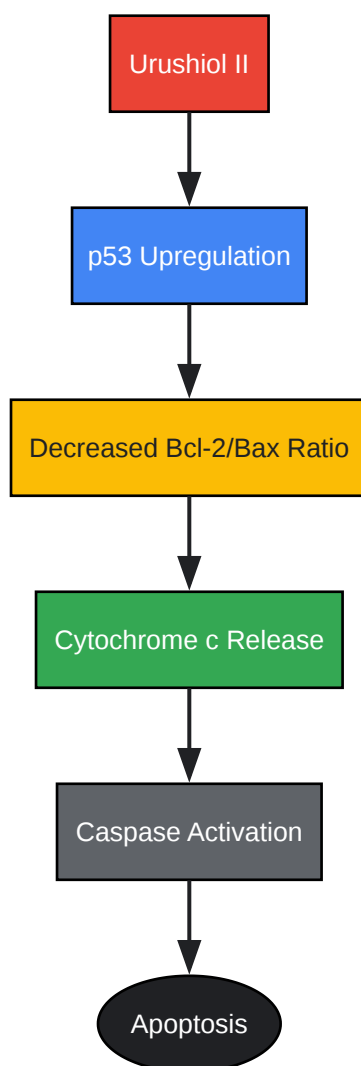 Urushiol II
p53 Upregulation
Decreased Bcl-2/Bax Ratio
Cytochrome c Release
Caspase Activation
Apoptosis